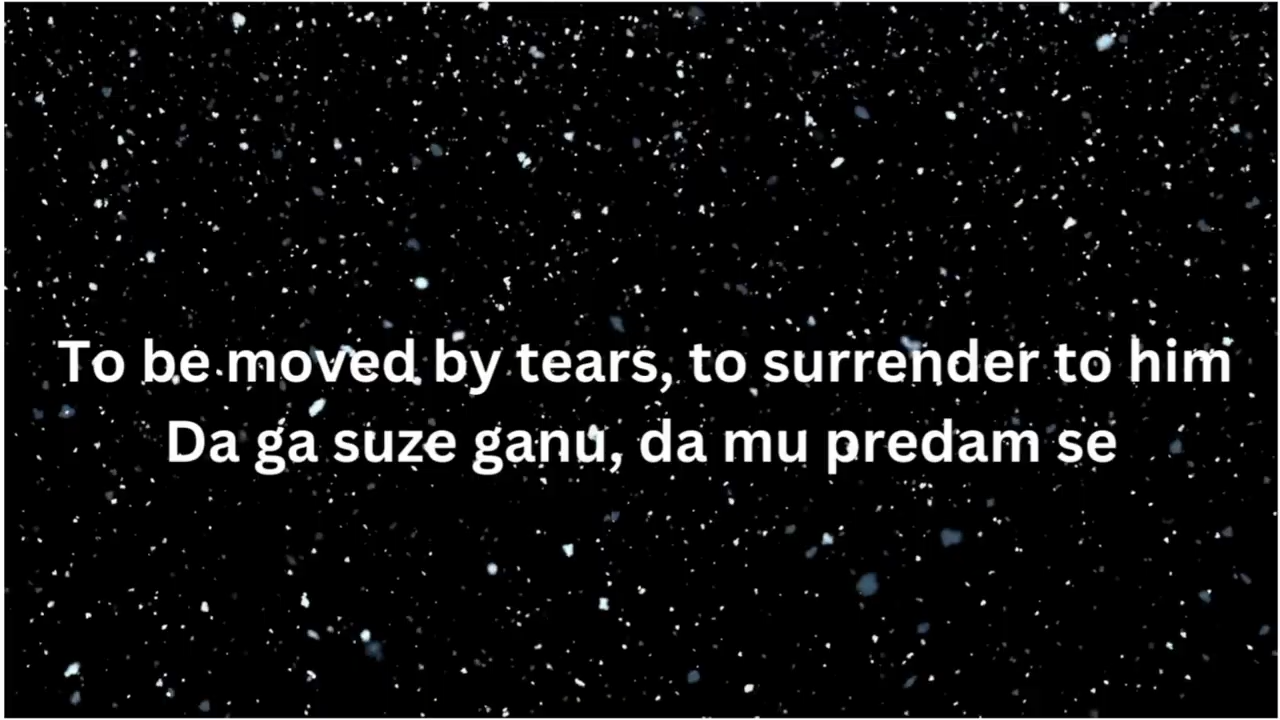 To be moved by tears, to surrender to him
Da ga suze ganu, da mu predam se